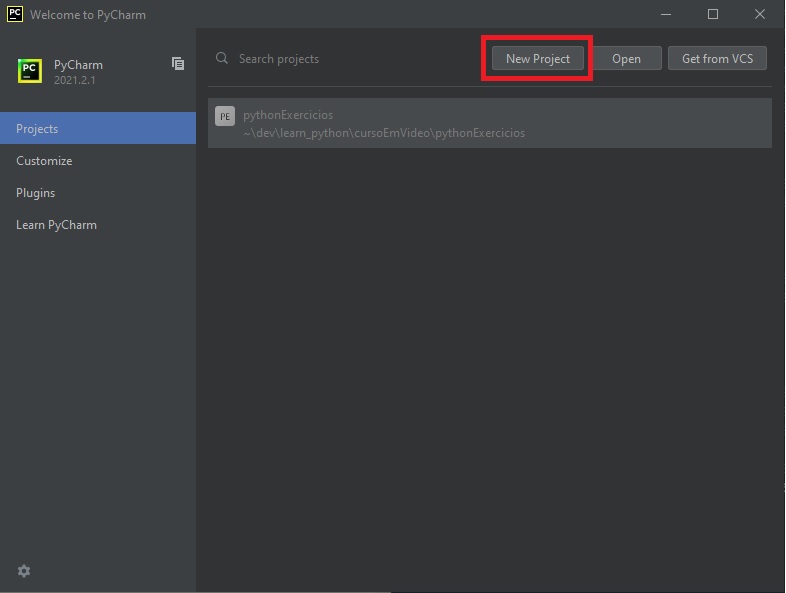 PC Welcome to PyCharm
PC PyCharm
2021.2.1
Projects
Customize
Plugins
Learn PyCharm
Search projects
New Project
Open
Get from VCS
PE pythonExercicios
~\dev\learn_python\cursoEmVideo\pythonExercicios